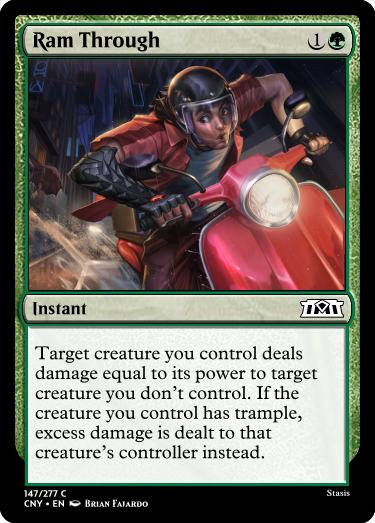 Ram Through 1
Instant
Target creature you control deals
damage equal to its power to target
creature you don't control. If the
creature you control has trample,
excess damage is dealt to that
creature's controller instead.
147/277 C
Stasis
CNY • EN Brian Fajardo